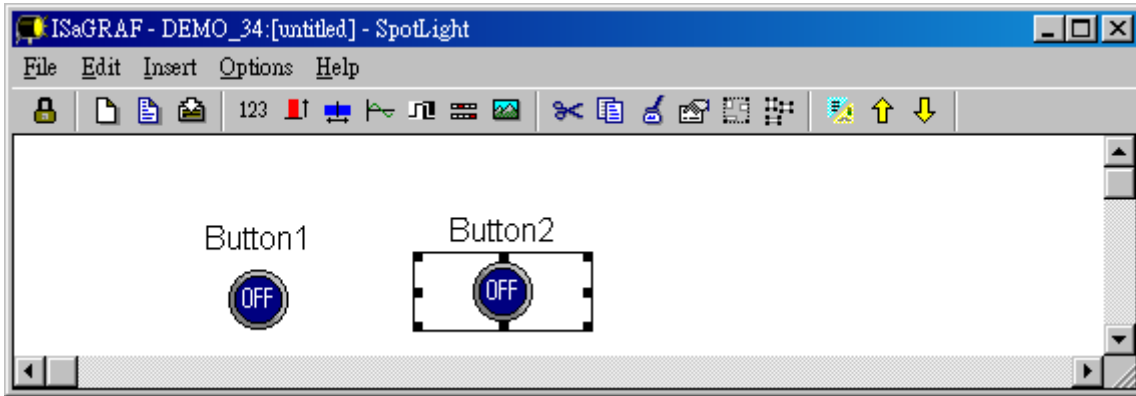 ISaGRAF - DEMO_34:[untitled] - SpotLight
File Edit Insert Options Help
123
Button1 Button2
OFF OFF